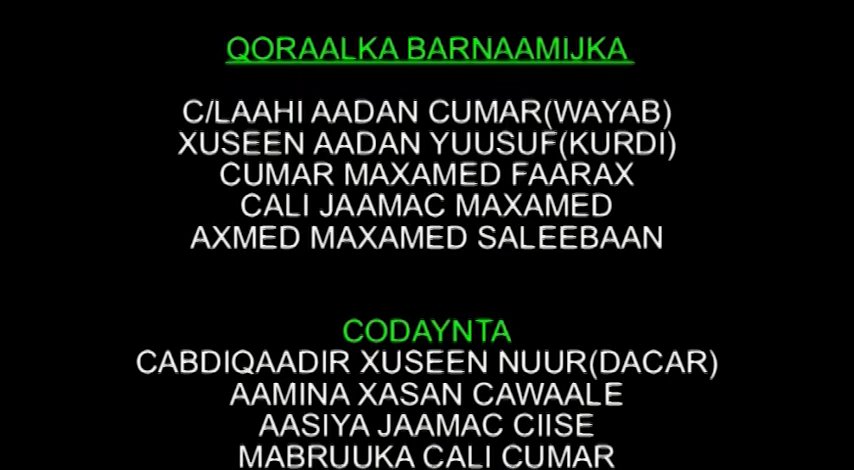 QORAALKA BARNAAMIJKA
C/LAAHI AADAN CUMAR(WAYAB)
XUSEEN AADAN YUUSUF(KURDI)
CUMAR MAXAMED FAARAX
CALI JAAMAC MAXAMED
AXMED MAXAMED SALEEBAAN
CODAYNTA
CABDIQAADIR XUSEEN NUUR(DACAR)
AAMINA XASAN CAWAALE
AASIYA JAAMAC CIISE
MABRUUKA CALI CUMAR